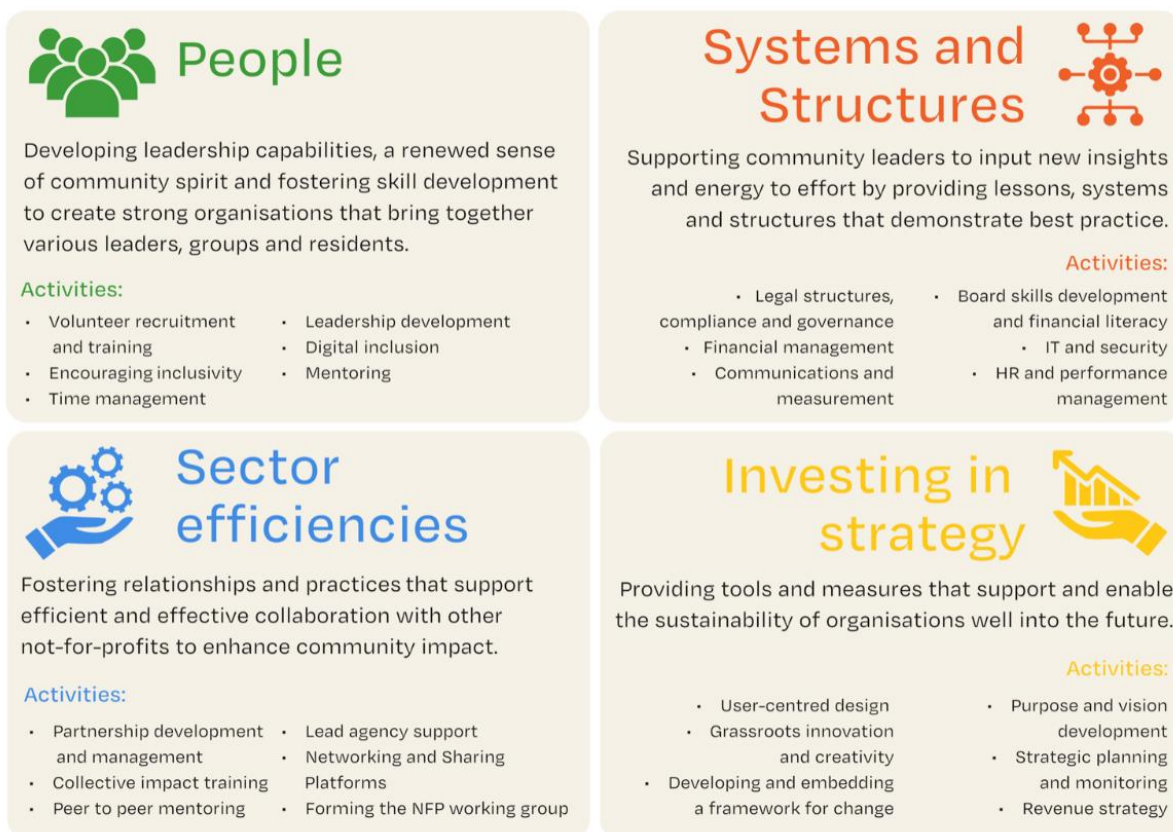 People
Developing leadership capabilities, a renewed sense
of community spirit and fostering skill development
to create strong organisations that bring together
various leaders, groups and residents.
Activities:
• Volunteer recruitment
and training
• Encouraging inclusivity
• Time management
• Leadership development
• Digital inclusion
• Mentoring
Systems and
Structures
Supporting community leaders to input new insights
and energy to effort by providing lessons, systems
and structures that demonstrate best practice.
Activities:
• Legal structures,
compliance and governance
• Financial management
• Communications and
measurement
• Board skills development
and financial literacy
• IT and security
• HR and performance
management
Sector
efficiencies
Fostering relationships and practices that support
efficient and effective collaboration with other
not-for-profits to enhance community impact.
Activities:
• Partnership development
and management
• Collective impact training
• Peer to peer mentoring
• Lead agency support
• Networking and Sharing
Platforms
• Forming the NFP working group
Investing in
strategy
Providing tools and measures that support and enable
the sustainability of organisations well into the future.
Activities:
• User-centred design
• Grassroots innovation
and creativity
• Developing and embedding
a framework for change
• Purpose and vision
development
• Strategic planning
and monitoring
• Revenue strategy